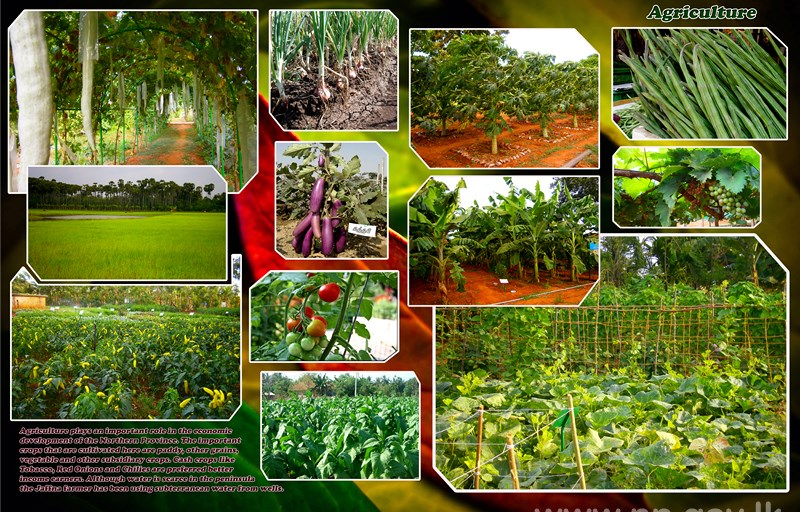 Agriculture
Agriculture plays an important role in the economic
development of the Northern Province. The important
crops that are cultivated here are paddy, other grains,
vegetable and other subsidiary crops. Cash crops like
Tobacco, Red Onions and Chilies are preferred better
income earners. Although water is scarce in the peninsula
the Jaffna farmer has been using subterranean water from wells.
www.np.gov.lk